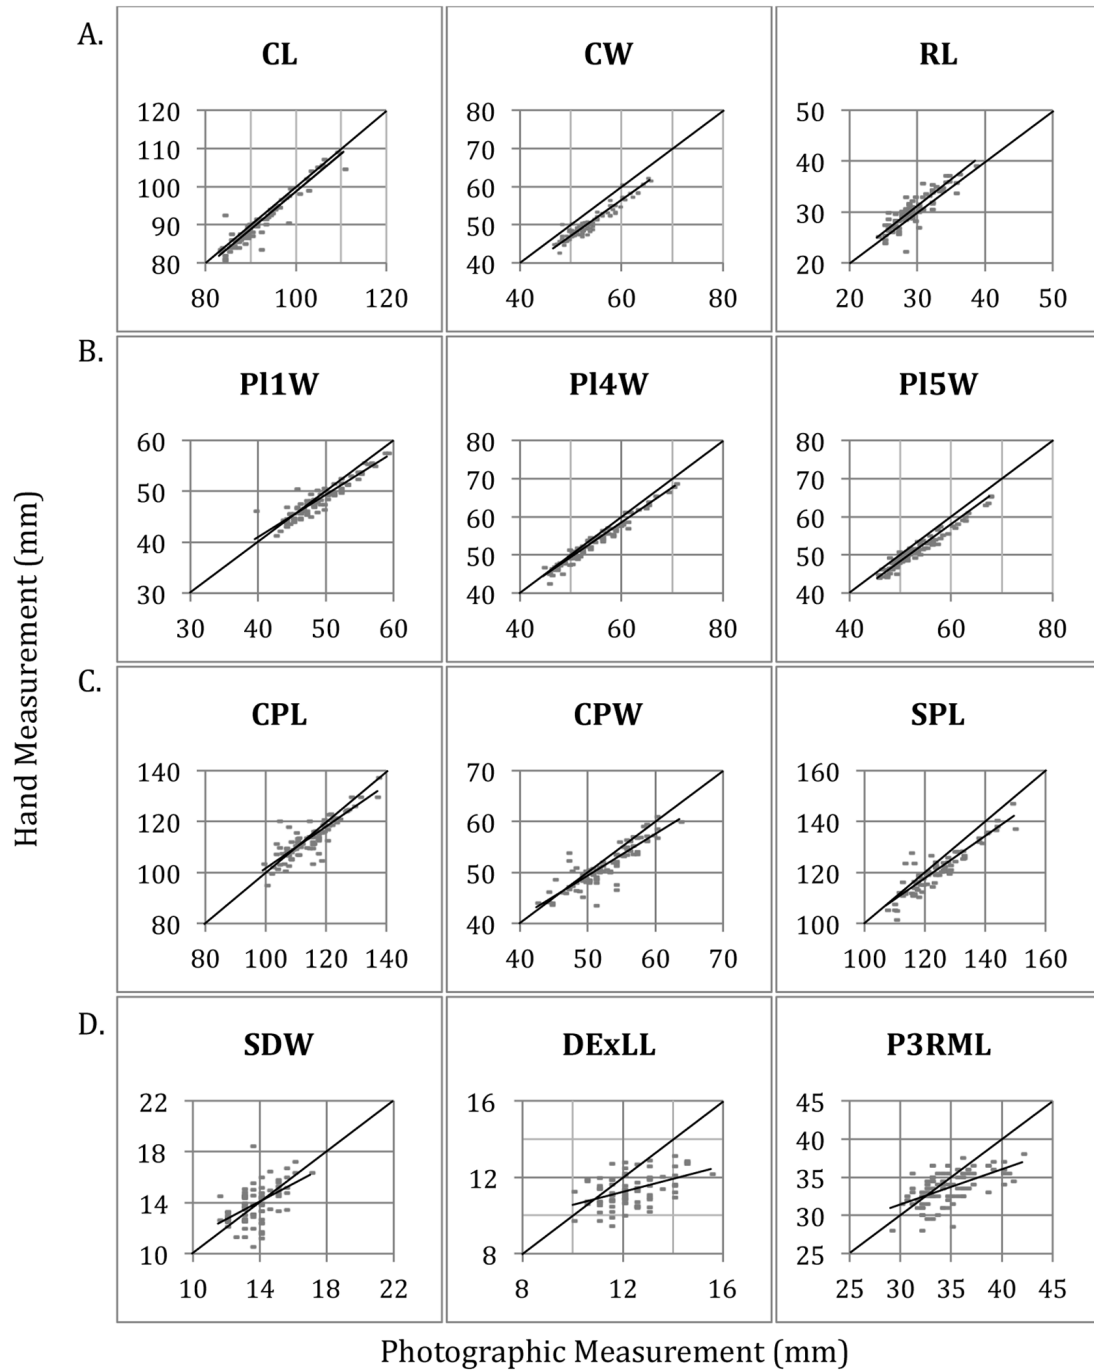 A.
CL CW RL
120 80 50
110 70 40
100 60 30
90 50 20
80 40
80 100 120 40 60 80 20 30 40 50
B.
Pl1W Pl4W Pl5W
60 80 80
50 70 70
40 60 60
30 50 50
40 40
30 40 50 60 40 60 80 40 60 80
C.
CPL CPW SPL
140 70 160
120 60 140
100 50 120
80 40 100
80 100 120 140 40 50 60 70 100 120 140 160
D.
SDW DExLL P3RML
22 16 45
18 12 40
14 8 35
10 30
25
10 14 18 22 8 12 16 25 30 35 40 45
Hand Measurement (mm)
Photographic Measurement (mm)